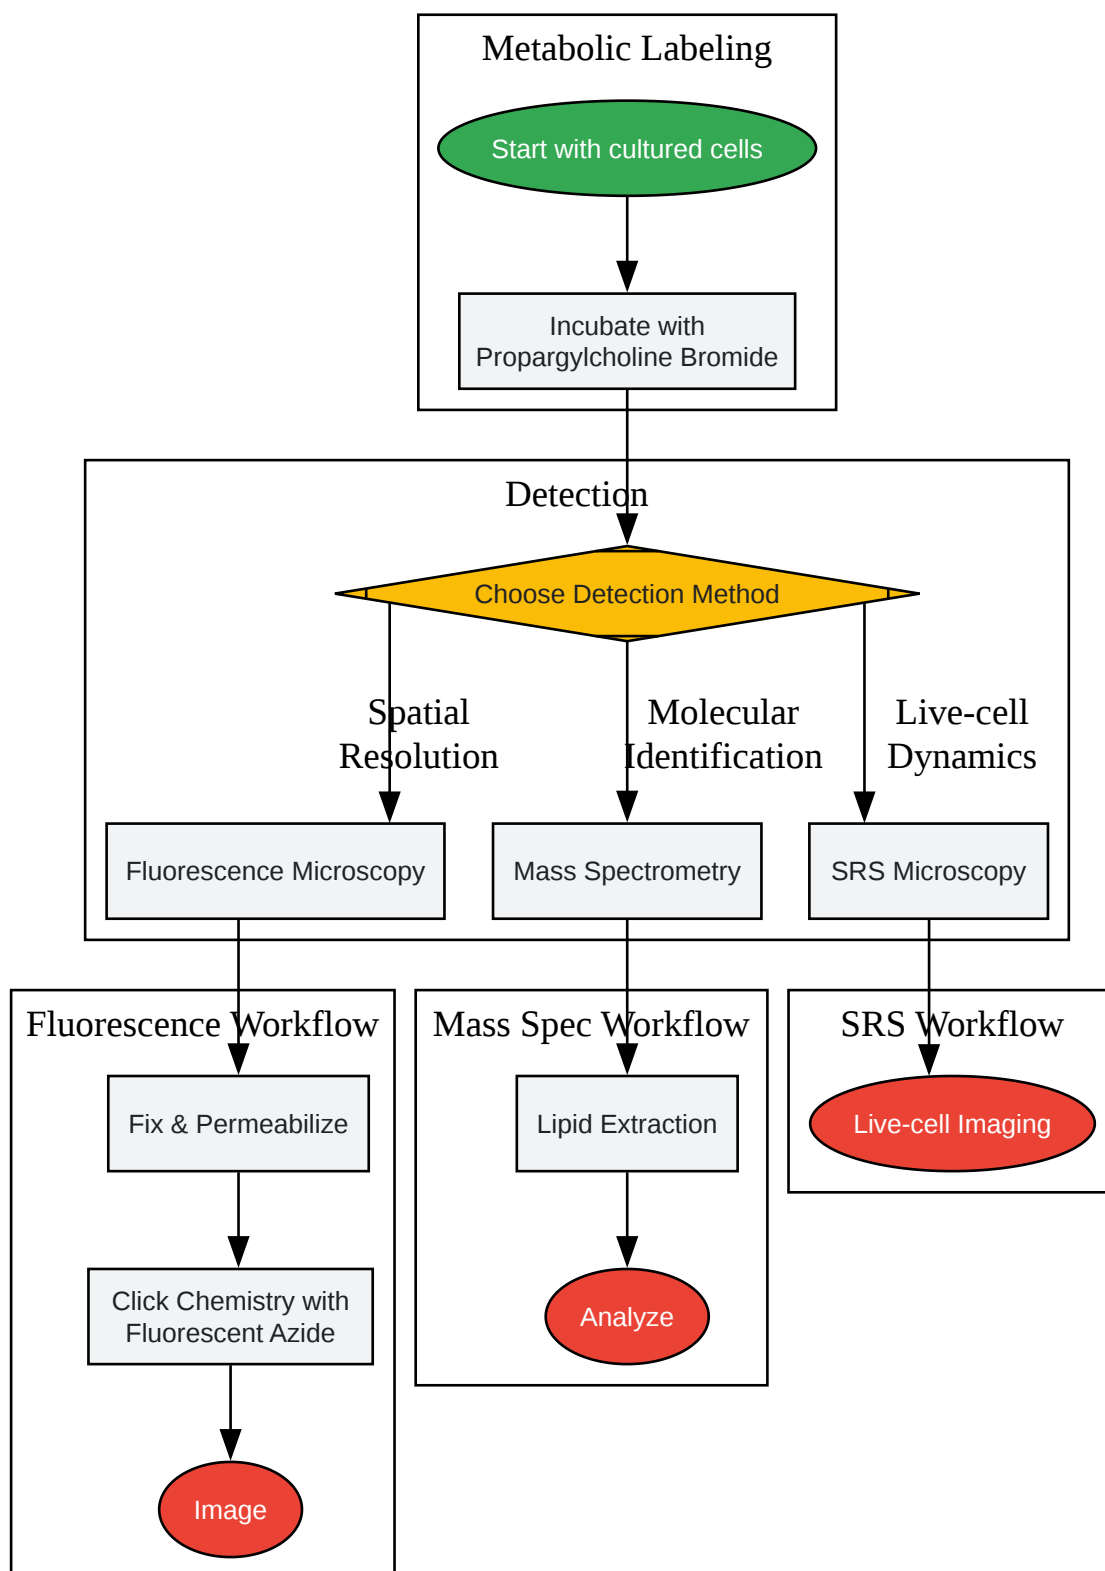 Metabolic Labeling
Start with cultured cells
Incubate with
Propargylcholine Bromide
Detection
Choose Detection Method
Spatial
Resolution
Molecular
Identification
Live-cell
Dynamics
Fluorescence Microscopy
Mass Spectrometry
SRS Microscopy
Fluorescence Workflow
Mass Spec Workflow
SRS Workflow
Fix & Permeabilize
Lipid Extraction
Live-cell Imaging
Click Chemistry with
Fluorescent Azide
Analyze
Image